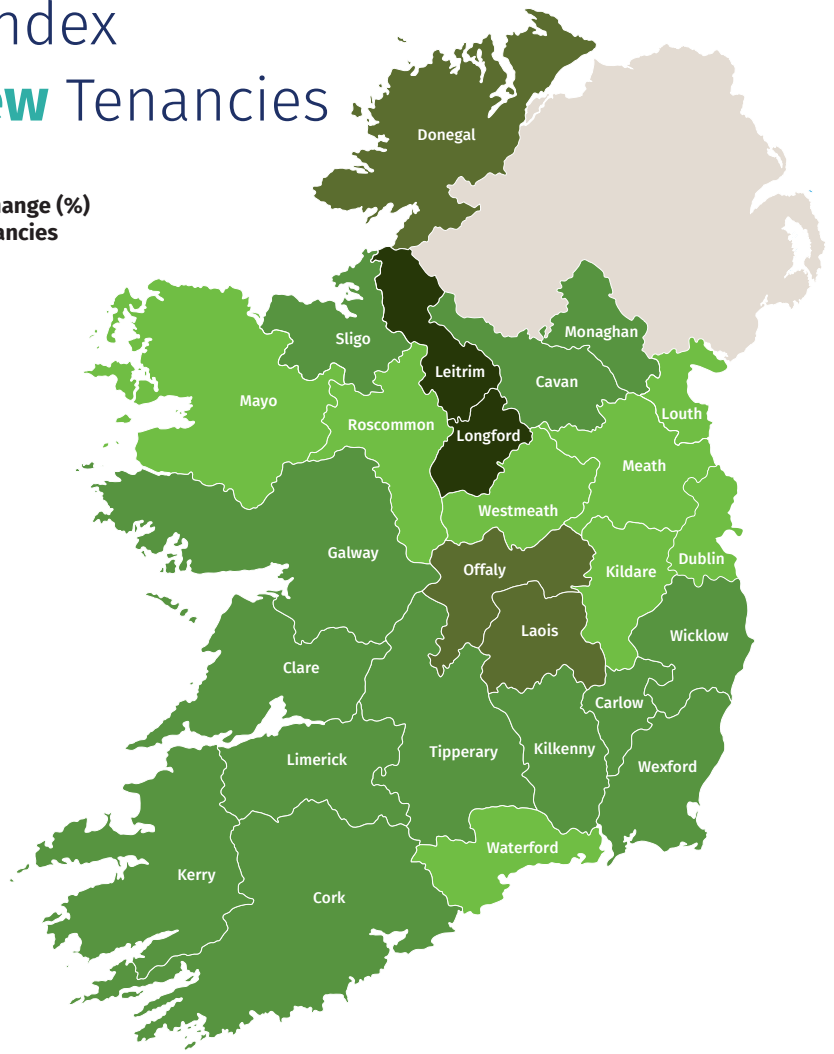 ndex
ew Tenancies
ange (%)
ancies
Donegal
Monaghan
Sligo
Leitrim
Cavan
Mayo
Louth
Roscommon
Longford
Meath
Westmeath
Galway
Dublin
Offaly
Kildare
Laois
Wicklow
Clare
Carlow
Kilkenny
Tipperary
Limerick
Wexford
Waterford
Kerry
Cork